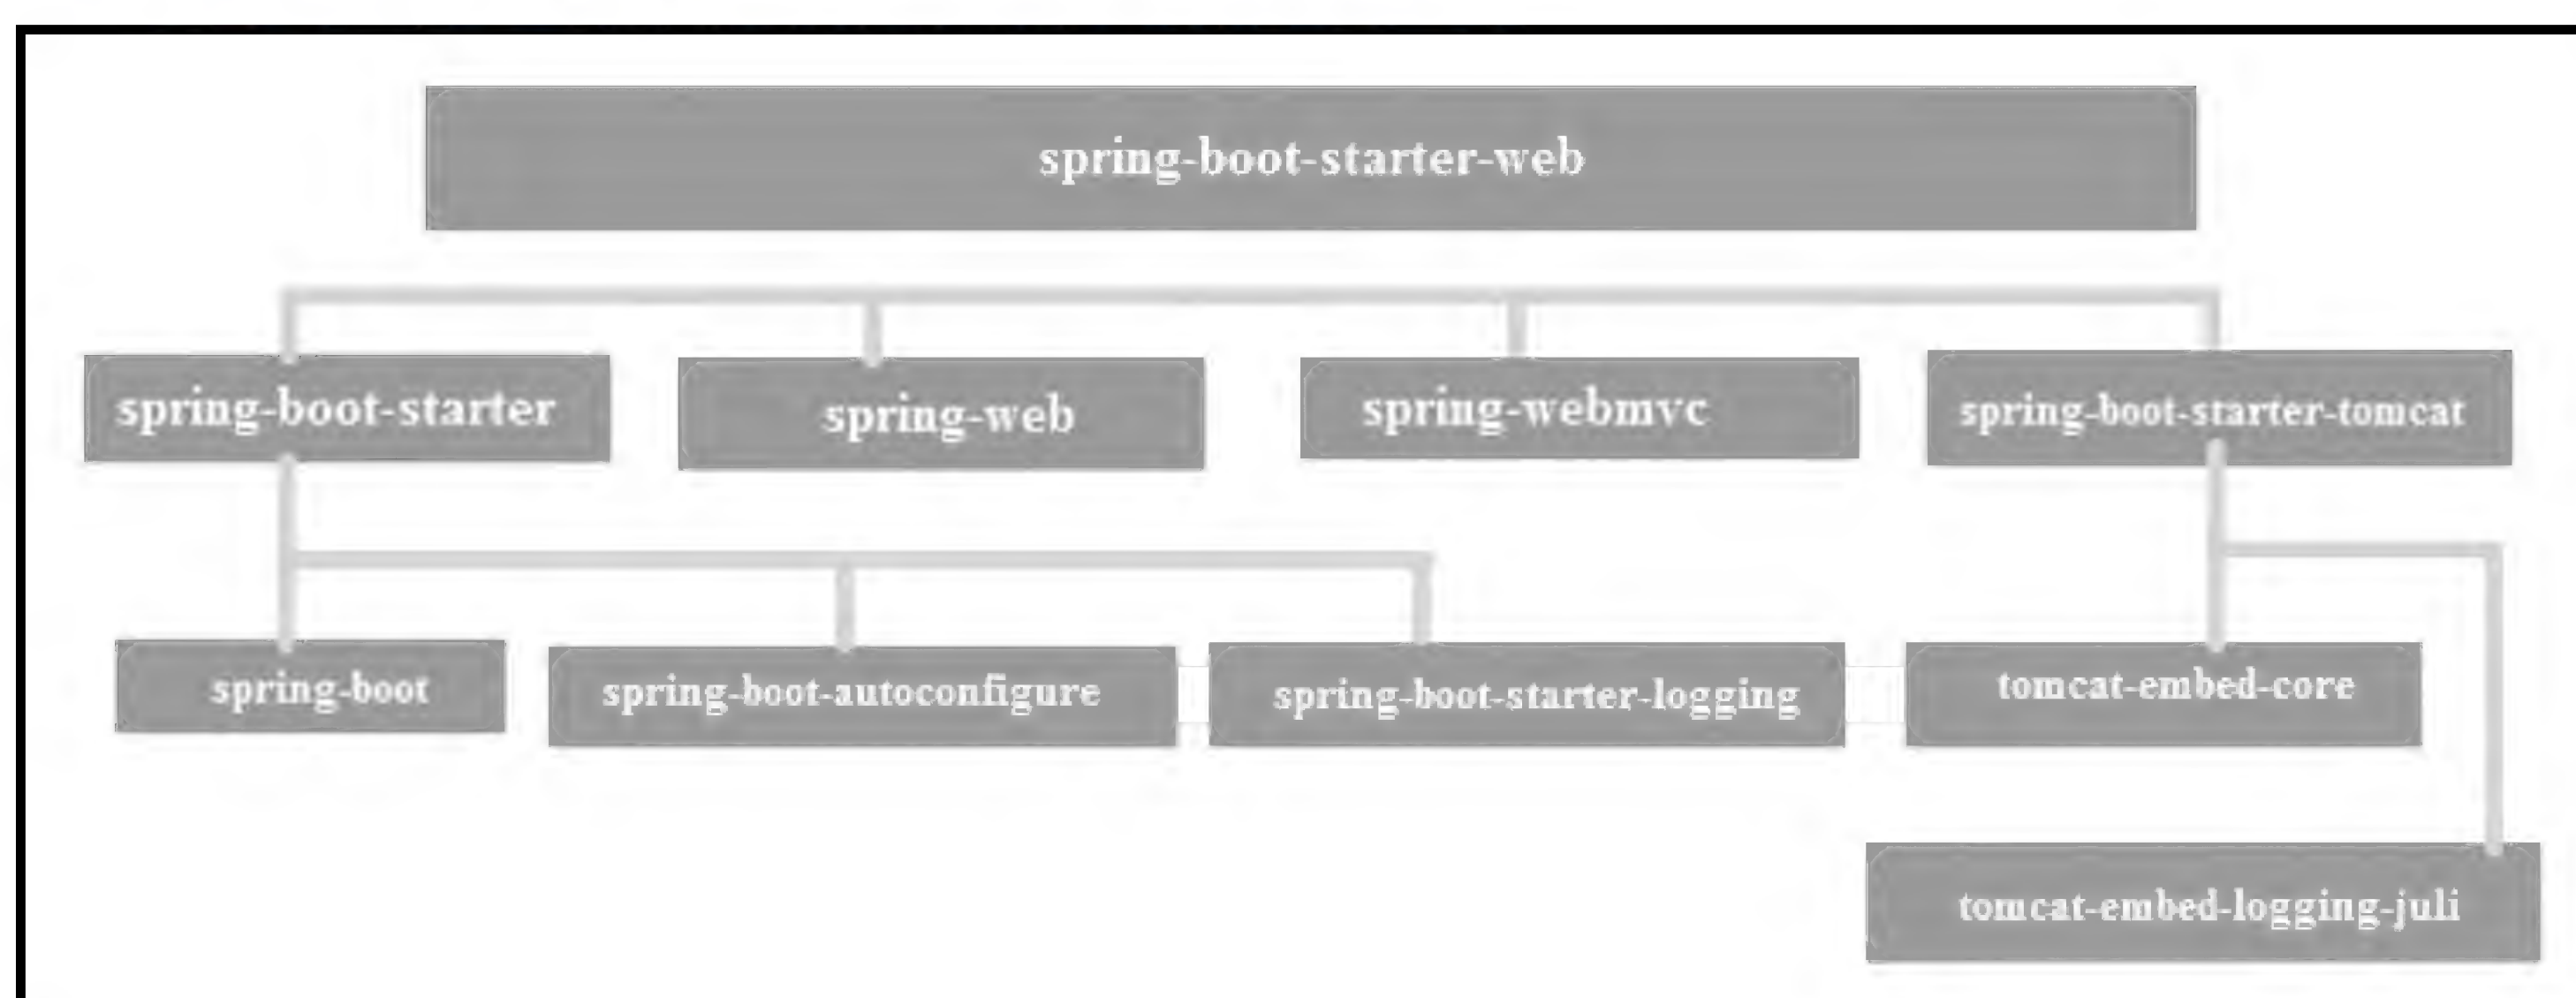 spring-boot-starter-web
spring-boot-starter
spring-web
spring-webmvc
spring-boot-starter-tomcat
spring-boot
spring-boot-autoconfigure
spring-boot-starter-logging
tomcat-embed-core
tomcat-embed-logging-juli